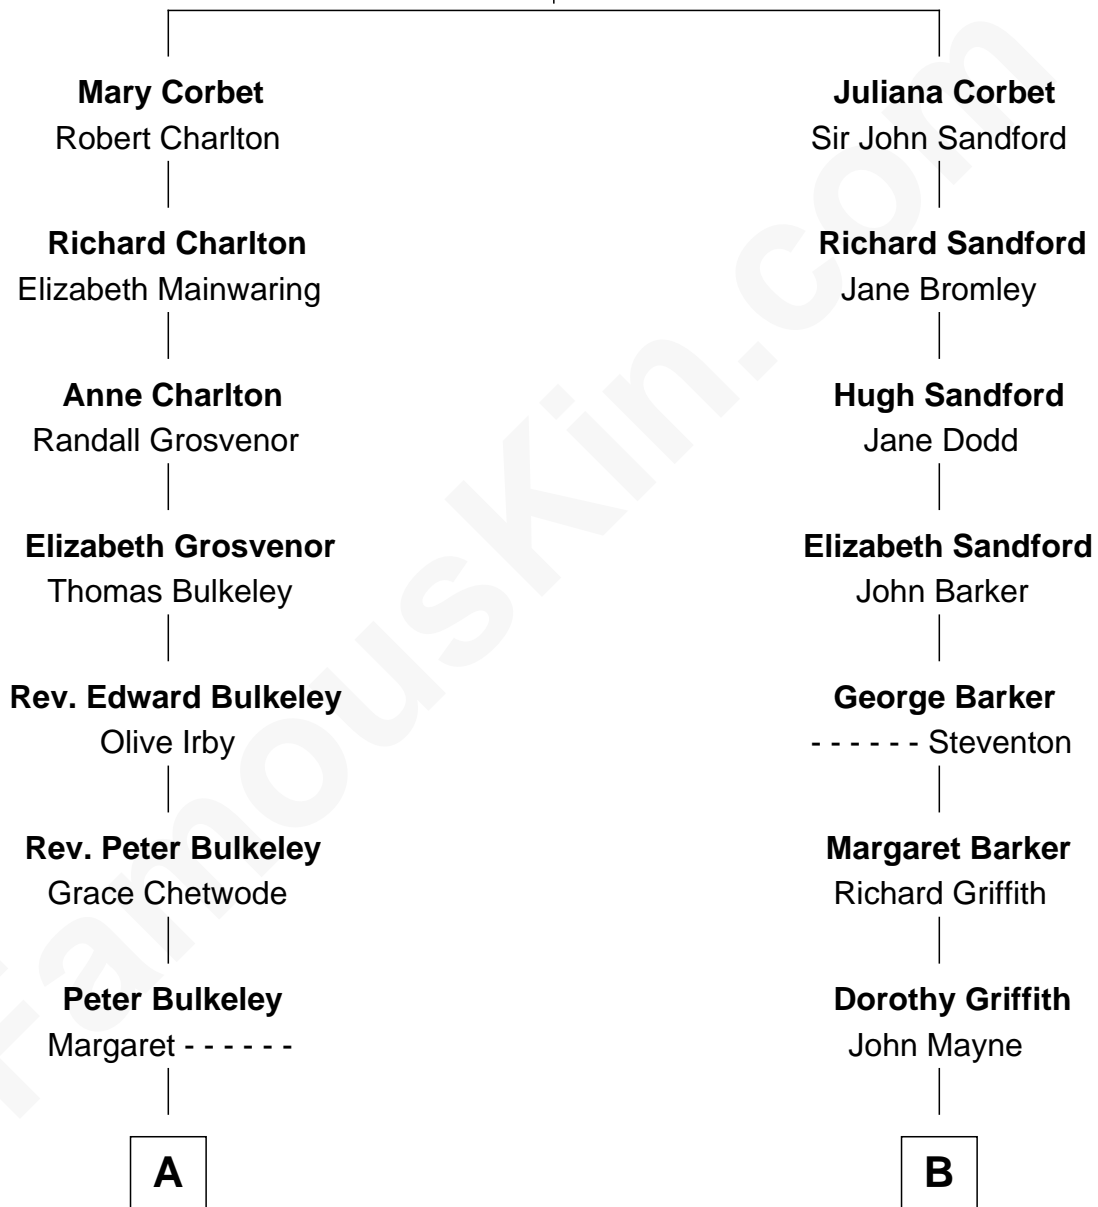 Mary Corbet
Robert Charlton
Richard Charlton
Elizabeth Mainwaring
Anne Charlton
Randall Grosvenor
Elizabeth Grosvenor
Thomas Bulkeley
Rev. Edward Bulkeley
Olive Irby
Rev. Peter Bulkeley
Grace Chetwode
Peter Bulkeley
Margaret - - - - - -
A
Juliana Corbet
Sir John Sandford
Richard Sandford
Jane Bromley
Hugh Sandford
Jane Dodd
Elizabeth Sandford
John Barker
George Barker
- - - - - - Steventon
Margaret Barker
Richard Griffith
Dorothy Griffith
John Mayne
B
FamousKin.com